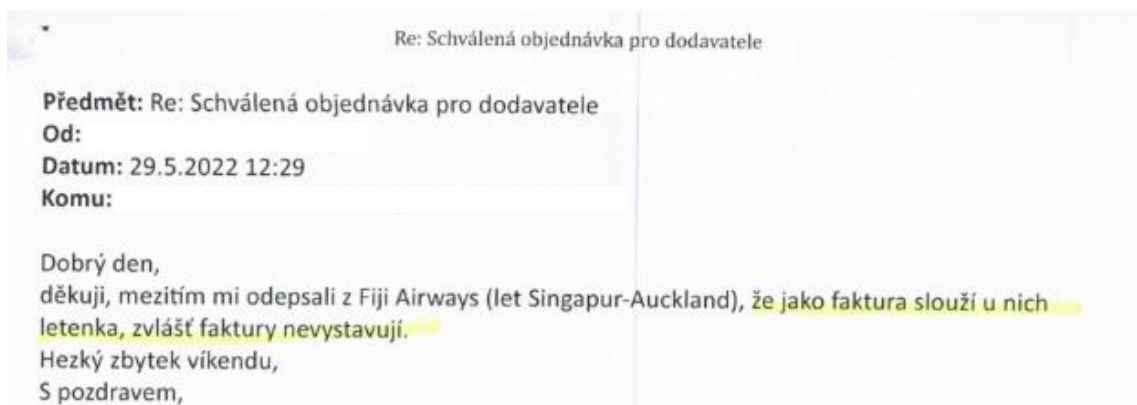 Re: Schválená objednávka pro dodavatele
Předmět: Re: Schválená objednávka pro dodavatele
Od:
Datum: 29.5.2022 12:29
Komu:
Dobrý den,
děkuji, mezitím mi odepsali z Fiji Airways (let Singapur-Auckland), že jako faktura slouží u nich
letenka, zvlášť faktury nevystavují.
Hezký zbytek víkendu,
S pozdravem,